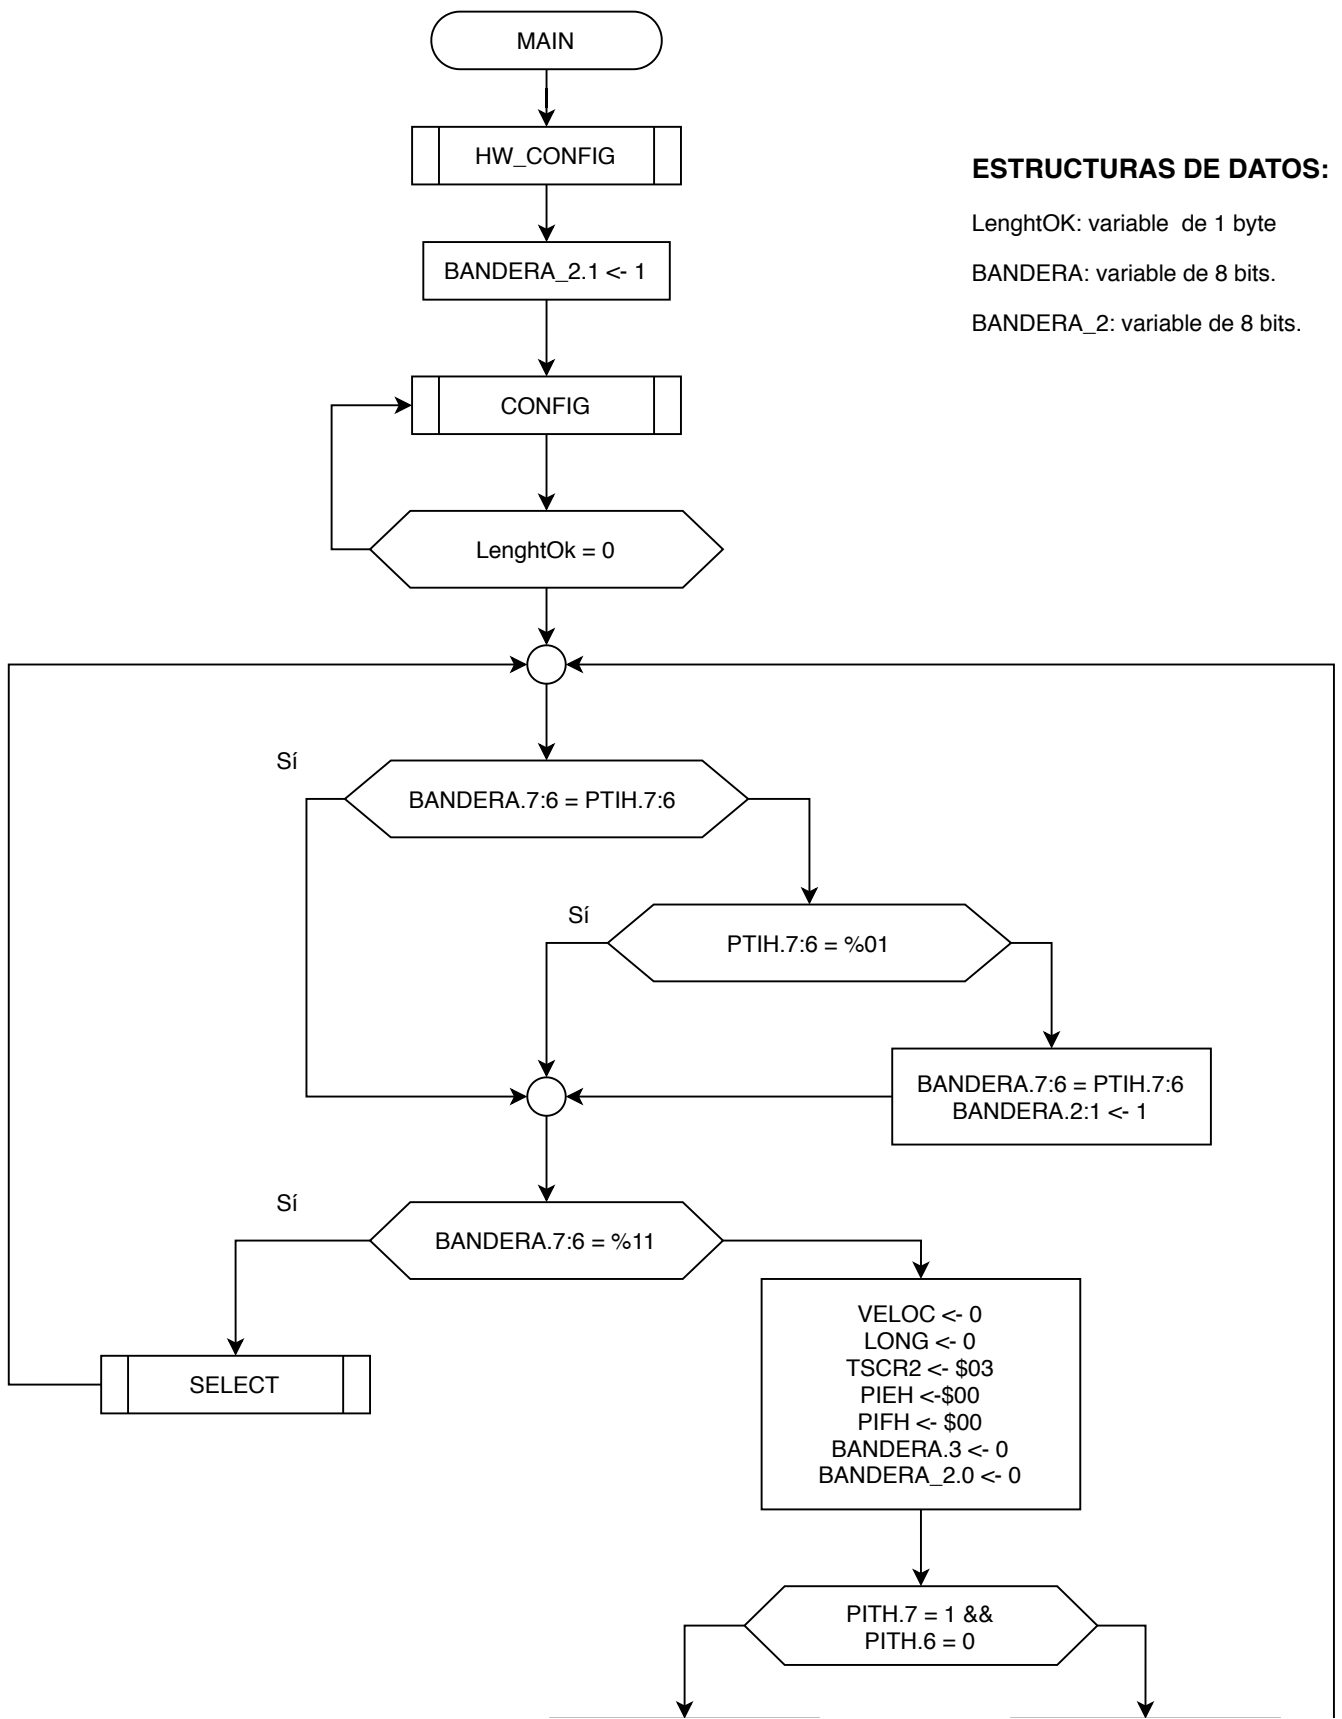 MAIN
HW_CONFIG
BANDERA_2.1 <- 1
ESTRUCTURAS DE DATOS:
LenghtOK: variable de 1 byte
BANDERA: variable de 8 bits.
BANDERA_2: variable de 8 bits.
CONFIG
LenghtOk = 0
Sí
BANDERA.7:6 = PTIH.7:6
Sí
PTIH.7:6 = %01
BANDERA.7:6 = PTIH.7:6
BANDERA.2:1 <- 1
Sí
BANDERA.7:6 = %11
SELECT
VELOC <- 0
LONG <- 0
TSCR2 <- $03
PIEH <-$00
PIFH <- $00
BANDERA.3 <- 0
BANDERA_2.0 <- 0
PITH.7 = 1 &&
PITH.6 = 0